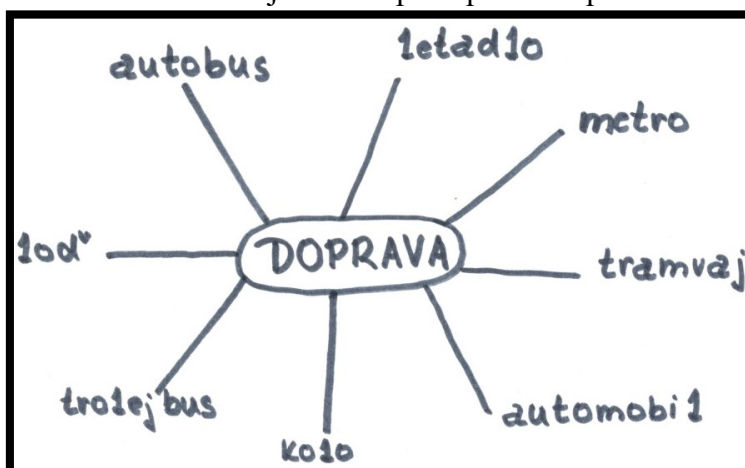 autobus
letadlo
metro
loď
DOPRAVA
tramvaj
trolejbus
kolo
automobil